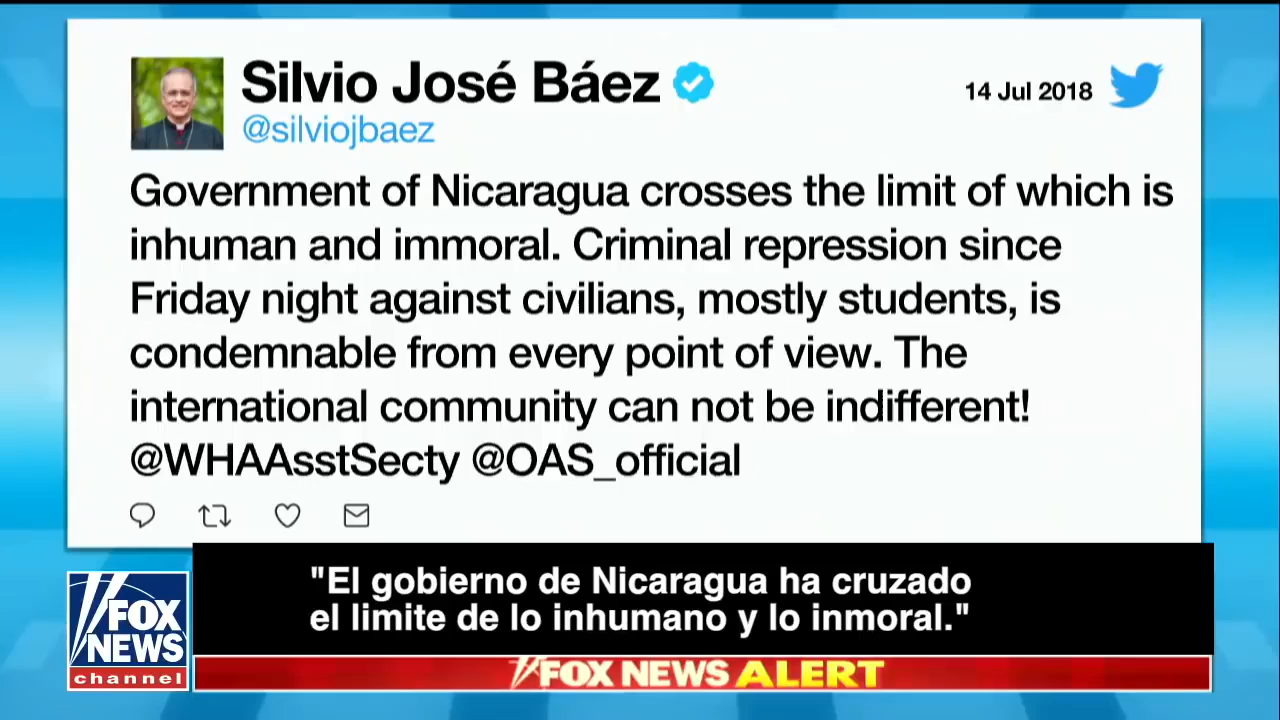 Silvio José Báez
14 Jul 2018
@silviojbaez
Government of Nicaragua crosses the limit of which is
inhuman and immoral. Criminal repression since
Friday night against civilians, mostly students, is
condemnable from every point of view. The
international community can not be indifferent!
@WHAAsstSecty @OAS_official
"El gobierno de Nicaragua ha cruzado
el limite de lo inhumano y lo inmoral."
FOX
NEWS
channel
FOX NEWS ALERT